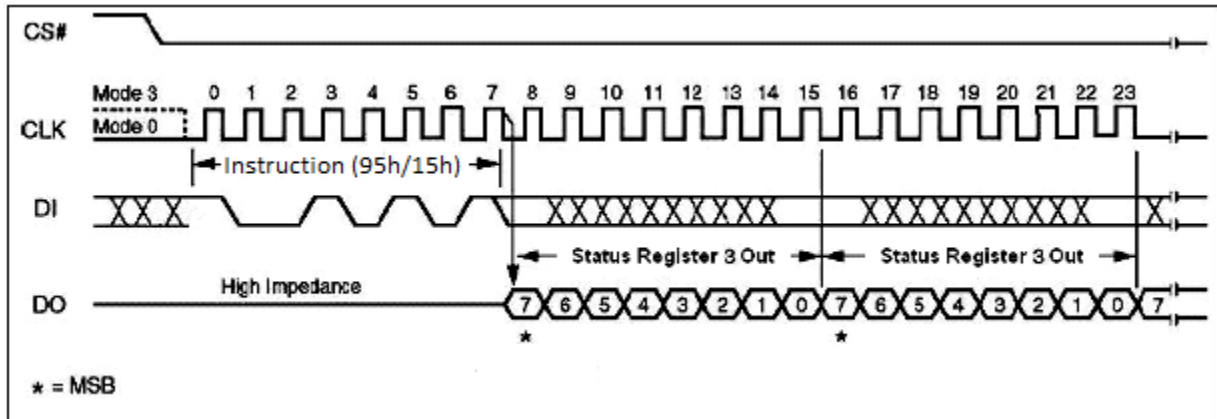 CS#
Mode 3
0 1 2 3 4 5 6 7 8 9 10 11 12 13 14 15 16 17 18 19 20 21 22 23
CLK
Mode 0
Instruction (95h/15h)
DI
Status Register 3 Out
Status Register 3 Out
High Impedance
DO
7 6 5 4 3 2 1 0 7 6 5 4 3 2 1 0 7
* *
* = MSB